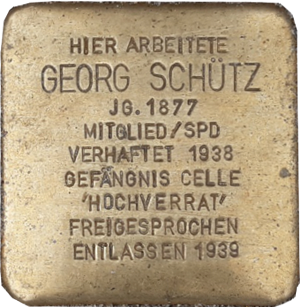 HIER ARBEITETE
GEORG SCHÜTZ
JG. 1877
MITGLIED/SPD
VERHAFTET 1938
GEFÄNGNIS CELLE
'HOCHVERRAT'
FREIGESPROCHEN
ENTLASSEN 1939